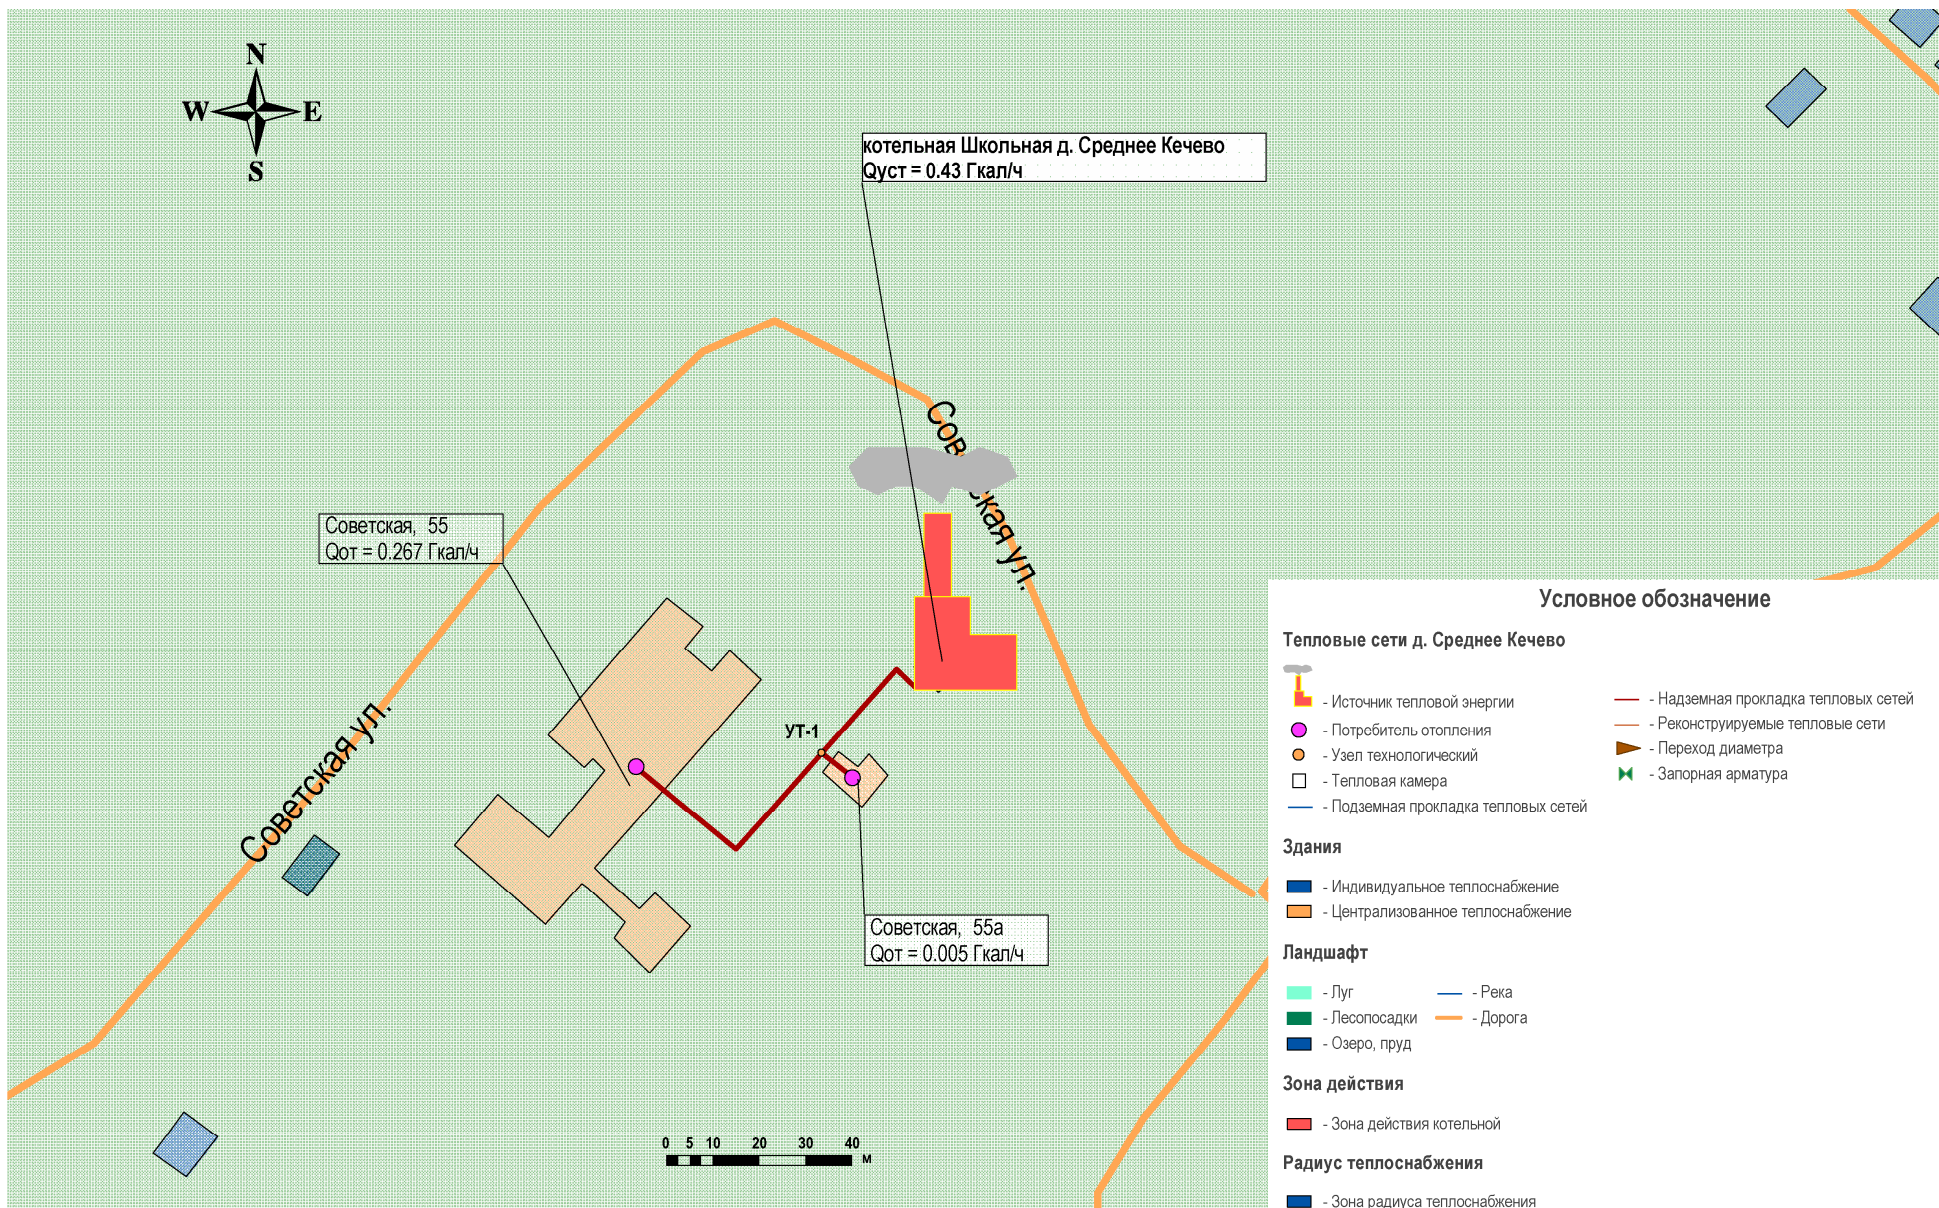 N
W E
S
котельная Школьная д. Среднее Кечево
Qуст = 0.43 Гкал/ч
Советская ул.
Советская, 55
Qот = 0.267 Гкал/ч
УТ-1
Советская ул.
Советская, 55а
Qот = 0.005 Гкал/ч
0 5 10 20 30 40
м
Условное обозначение
Тепловые сети д. Среднее Кечево
- Источник тепловой энергии
- Потребитель отопления
- Узел технологический
- Тепловая камера
- Подземная прокладка тепловых сетей
- Надземная прокладка тепловых сетей
- Реконструируемые тепловые сети
- Переход диаметра
- Запорная арматура
Здания
- Индивидуальное теплоснабжение
- Централизованное теплоснабжение
Ландшафт
- Луг
- Лесопосадки
- Озеро, пруд
- Река
- Дорога
Зона действия
- Зона действия котельной
Радиус теплоснабжения
- Зона радиуса теплоснабжения